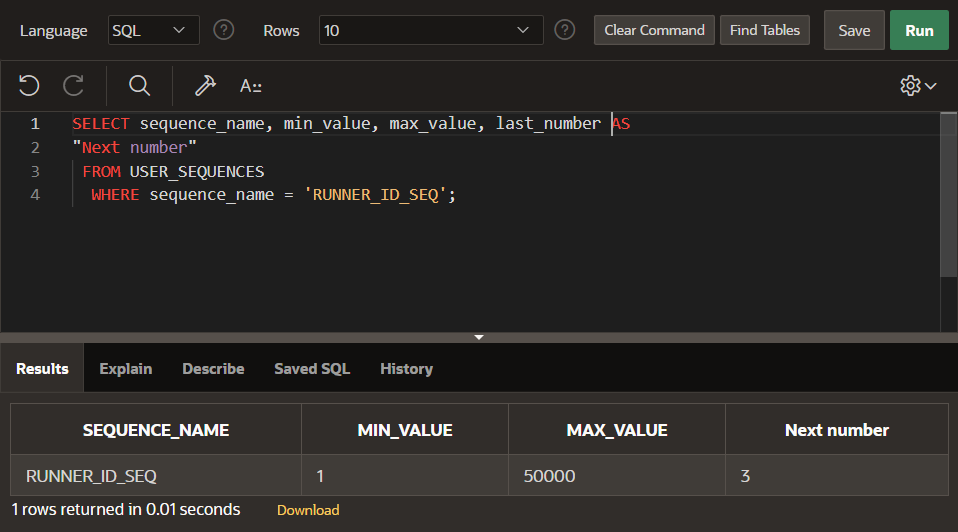 Language SQL ? Rows 10 ? Clear Command Find Tables Save Run
A::
1 SELECT sequence_name, min_value, max_value, last_number AS
2 "Next number"
3 FROM USER_SEQUENCES
4 WHERE sequence_name = 'RUNNER_ID_SEQ';
Results Explain Describe Saved SQL History
SEQUENCE_NAME MIN_VALUE MAX_VALUE Next number
RUNNER_ID_SEQ 1 50000 3
1 rows returned in 0.01 seconds Download